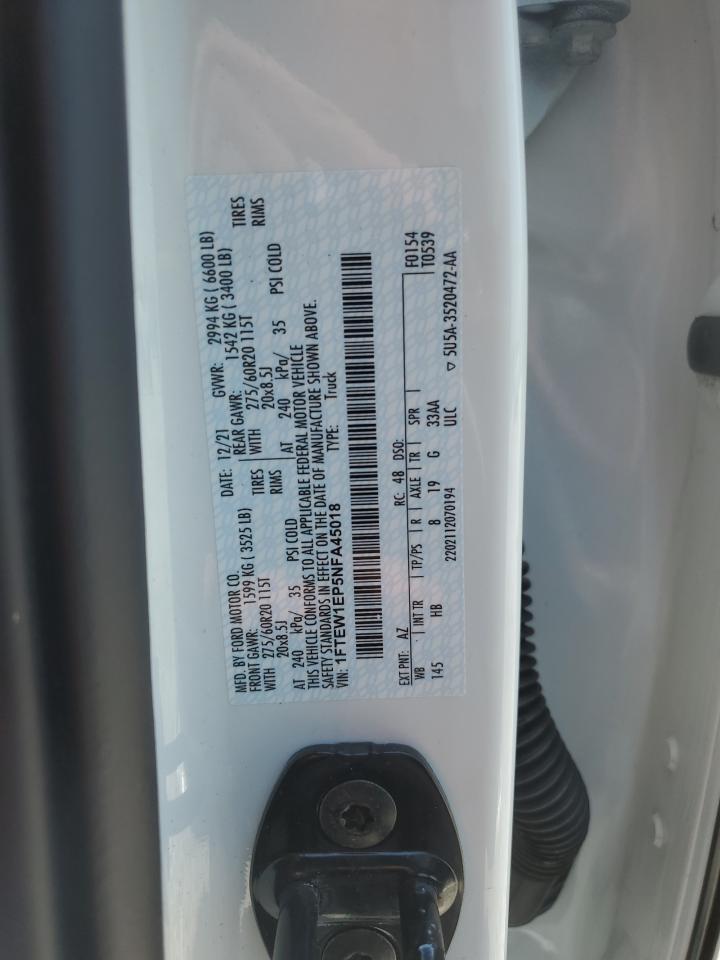 MFD. BY FORD MOTOR CO. DATE: 12/21 GVWR: 2994 KG ( 6600 LB)
FRONT GAWR: 1599 KG ( 3525 LB) REAR GAWR: 1542 KG ( 3400 LB)
WITH 275/60R20 115T TIRES WITH 275/60R20 115T TIRES
20x8.5J RIMS 20x8.5J RIMS
AT 240 kPa/ 35 PSI COLD AT 240 kPa/ 35 PSI COLD
THIS VEHICLE CONFORMS TO ALL APPLICABLE FEDERAL MOTOR VEHICLE
SAFETY STANDARDS IN EFFECT ON THE DATE OF MANUFACTURE SHOWN ABOVE.
VIN: 1FTEW1EP5NFA45018 TYPE: Truck
EXT PNT: AZ RC: 48 DSO: F0154
WB INT TR TP/PS R AXLE TR SPR T0539
145 HB 8 19 G 33AA
2202112070194 ULC ▽ 5U5A-3520472-AA